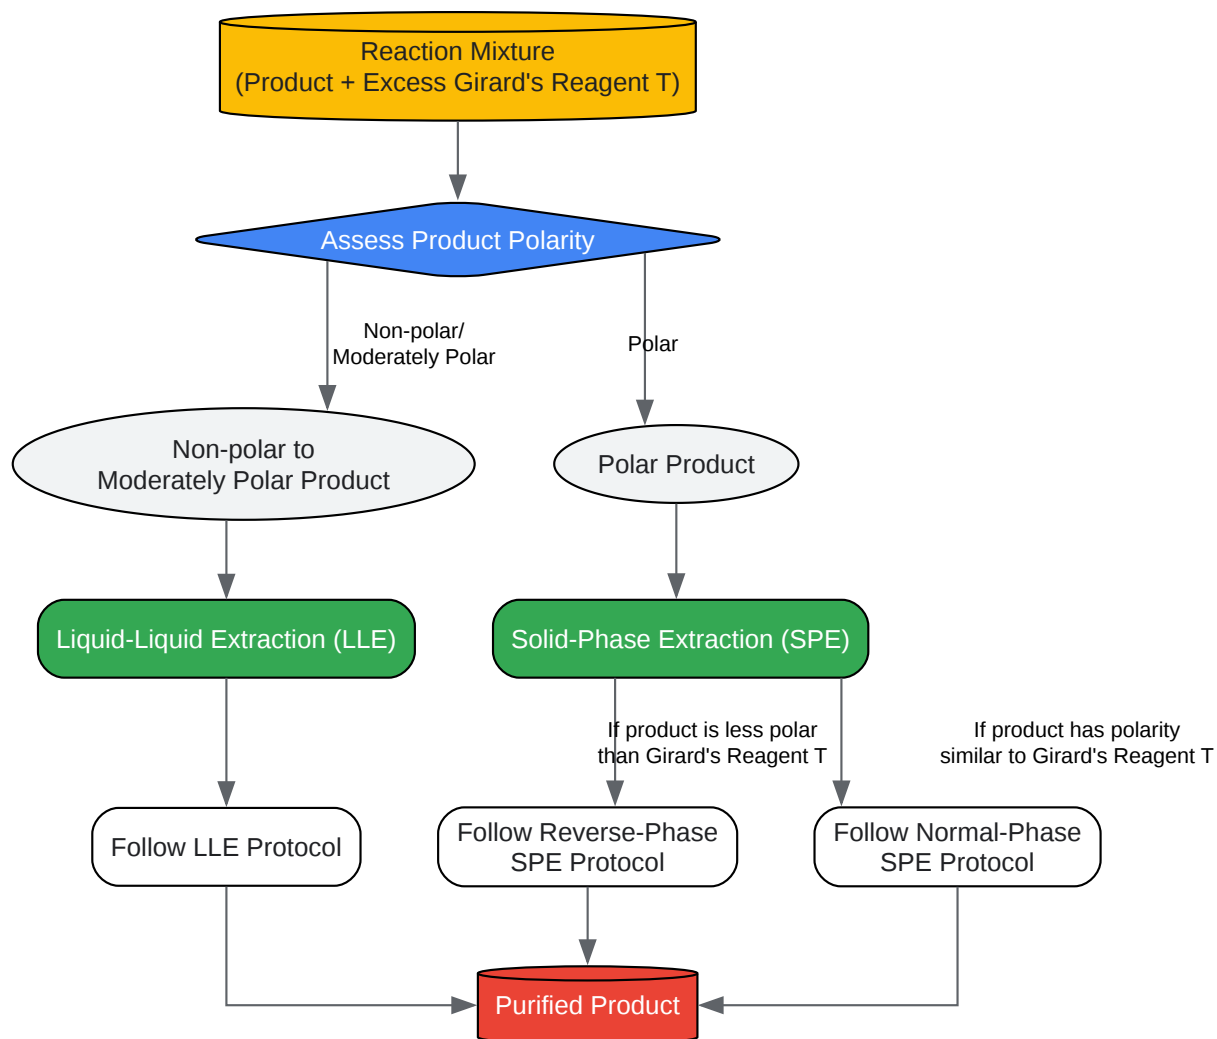 Reaction Mixture
(Product + Excess Girard's Reagent T)
Assess Product Polarity
Non-polar/
Moderately Polar
Polar
Non-polar to
Moderately Polar Product
Polar Product
Liquid-Liquid Extraction (LLE)
Solid-Phase Extraction (SPE)
If product is less polar
than Girard's Reagent T
If product has polarity
similar to Girard's Reagent T
Follow LLE Protocol
Follow Reverse-Phase
SPE Protocol
Follow Normal-Phase
SPE Protocol
Purified Product